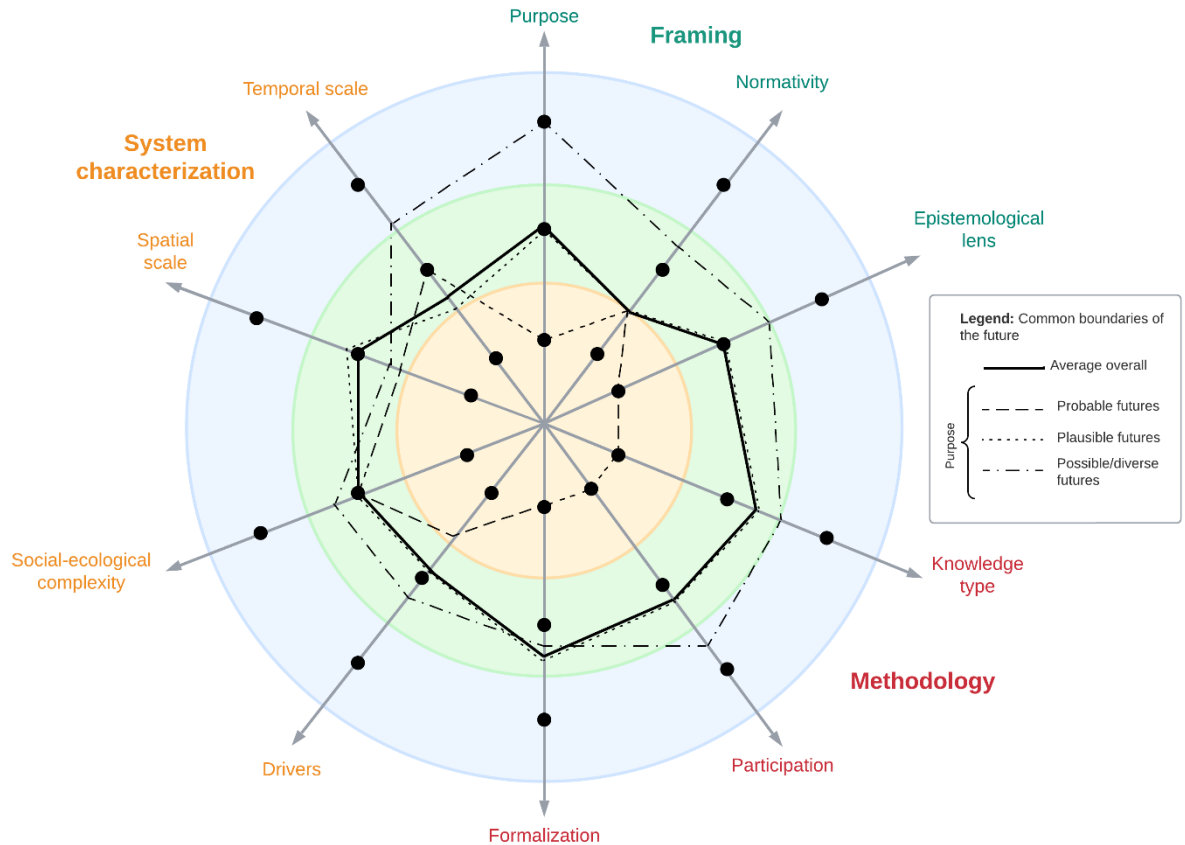 Purpose
Framing
Temporal scale
Normativity
System
characterization
Epistemological
lens
Spatial
scale
Legend: Common boundaries of
the future
Average overall
Purpose
Probable futures
Plausible futures
Possible/diverse
futures
Social-ecological
complexity
Knowledge
type
Methodology
Drivers
Participation
Formalization